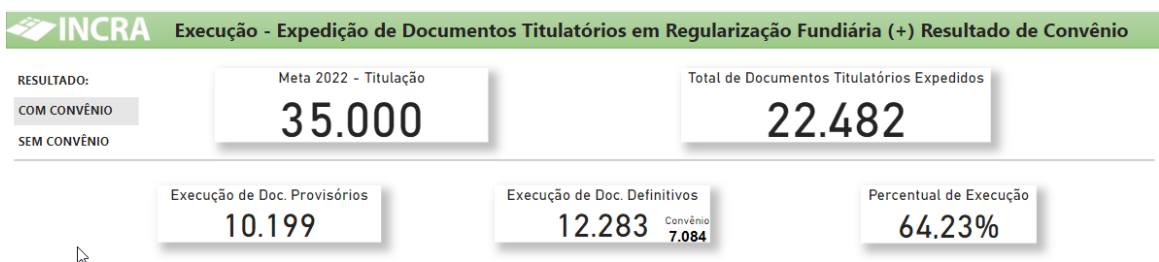 INCRA
Execução - Expedição de Documentos Titulatórios em Regularização Fundiária (+) Resultado de Convênio
RESULTADO:
COM CONVÊNIO
SEM CONVÊNIO
Meta 2022 - Titulação
35.000
Total de Documentos Titulatórios Expedidos
22.482
Execução de Doc. Provisórios
10.199
Execução de Doc. Definitivos
12.283
Convênio
7.084
Percentual de Execução
64,23%